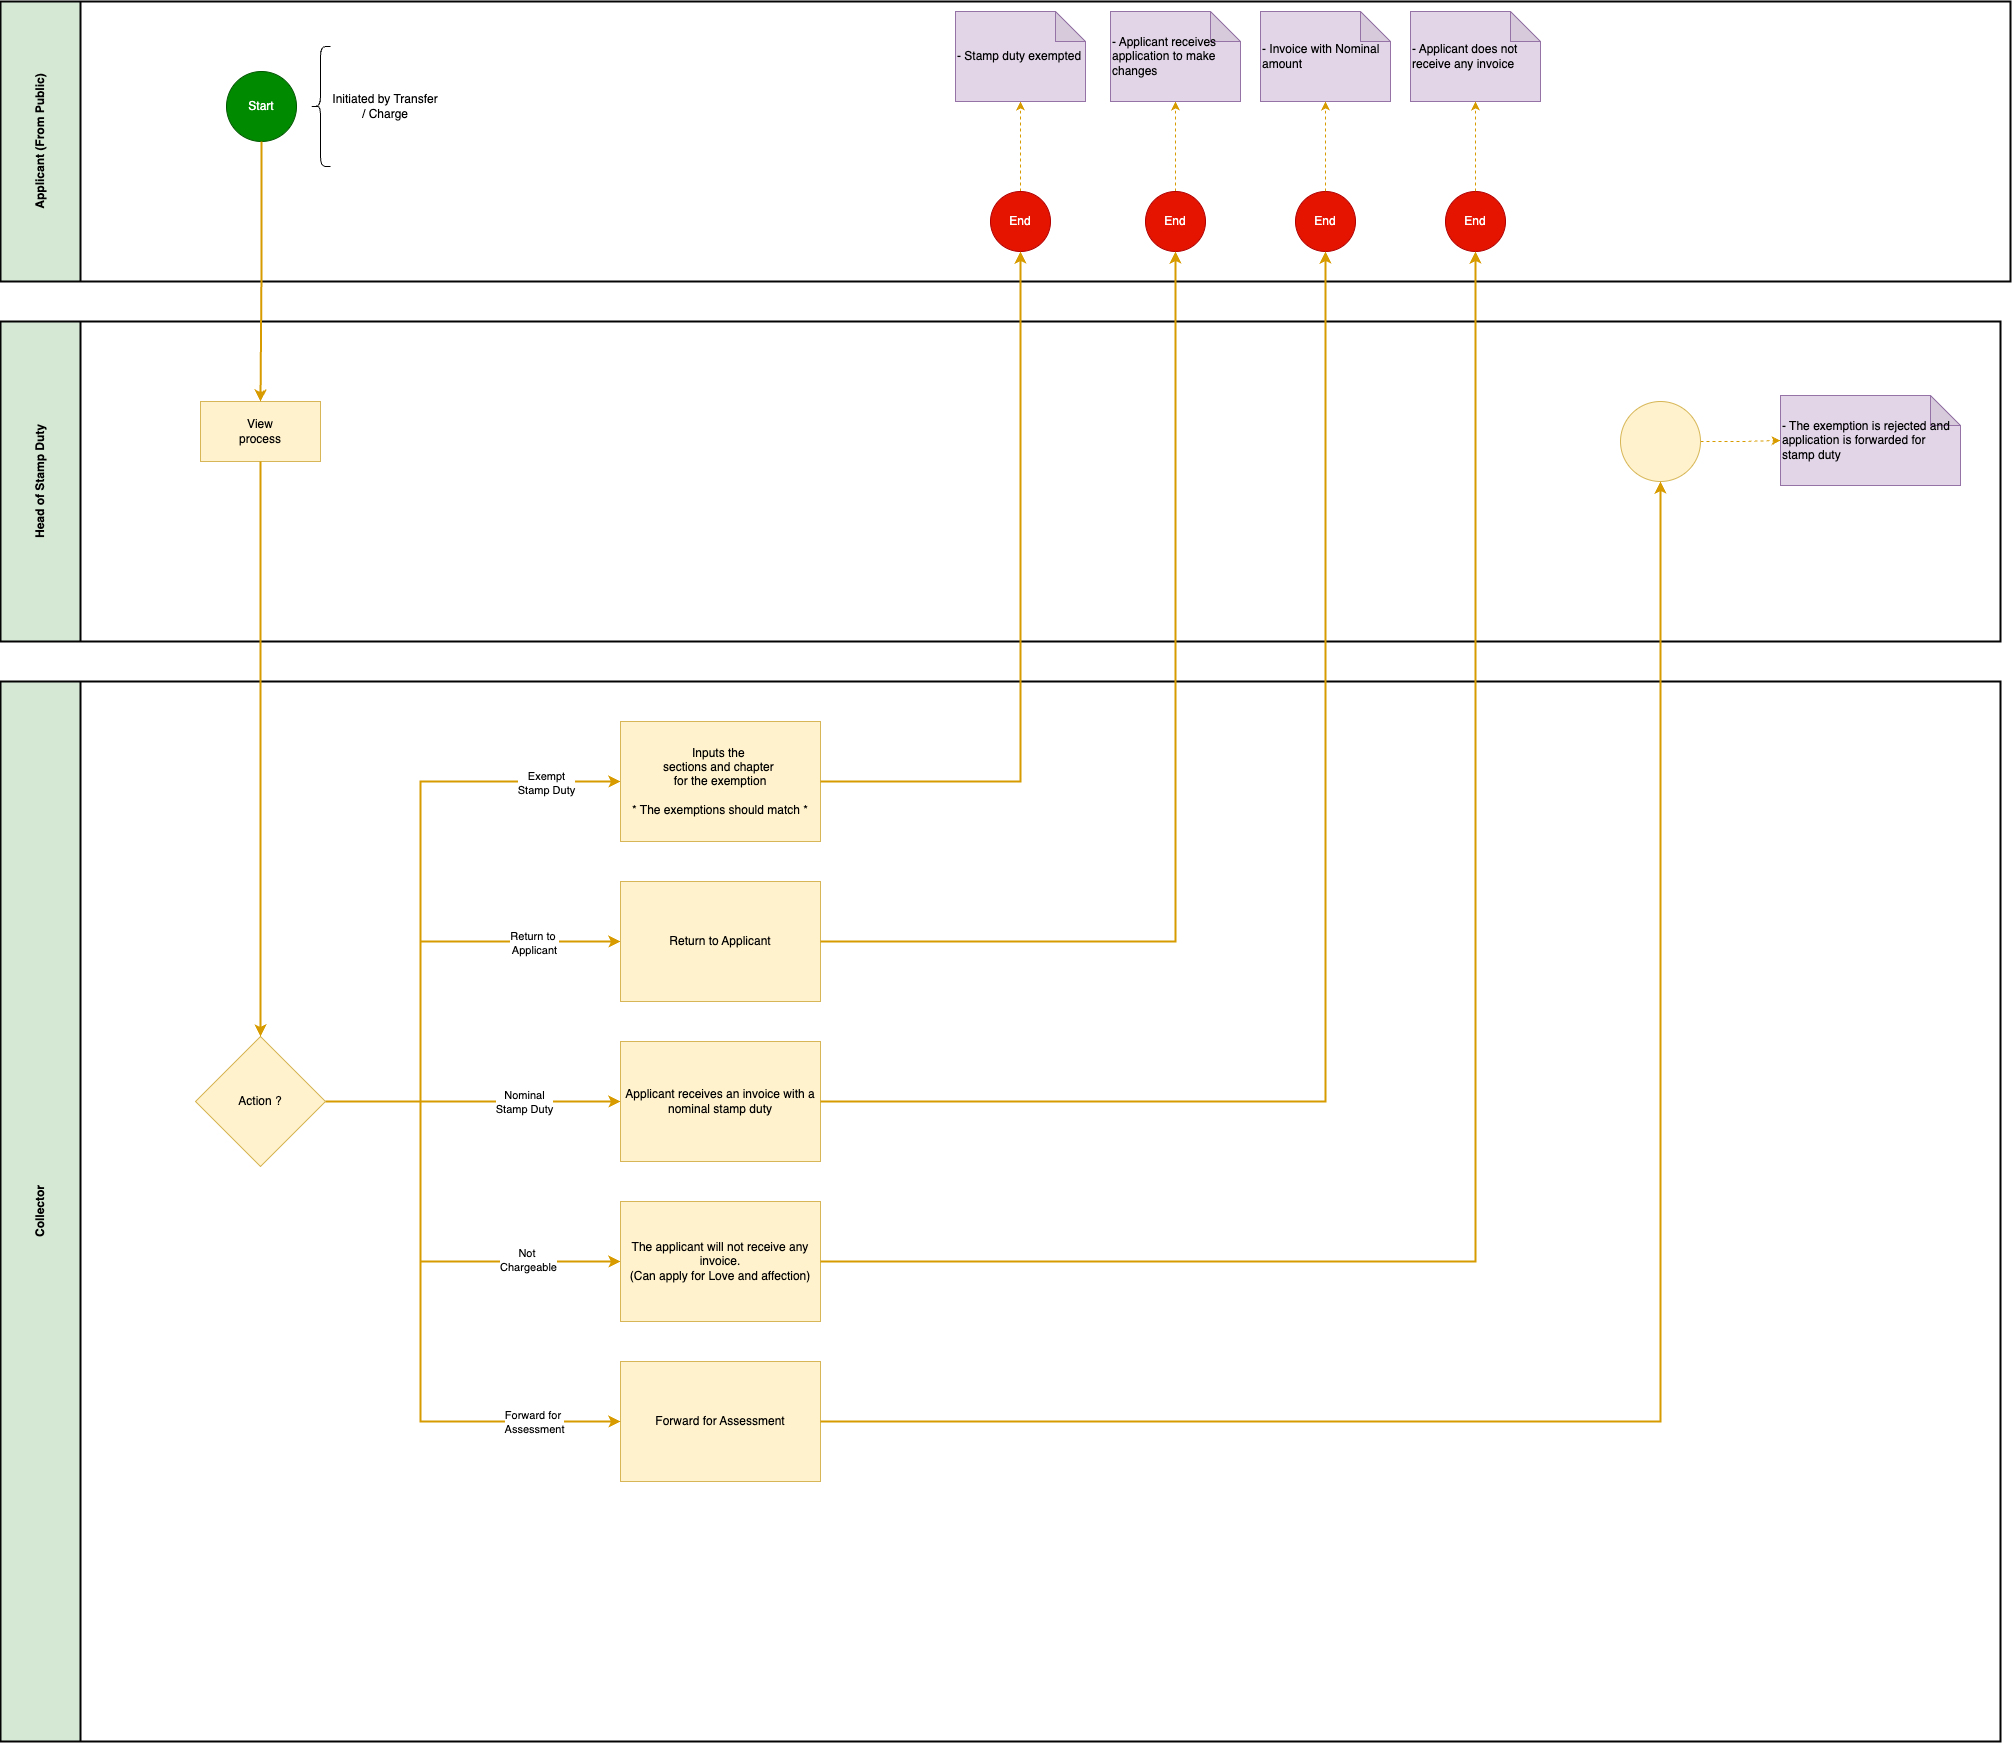 Applicant (From Public)
Start
Initiated by Transfer
/ Charge
- Stamp duty exempted
- Applicant receives
application to make
changes
- Invoice with Nominal
amount
- Applicant does not
receive any invoice
End
End
End
End
Head of Stamp Duty
View
process
- The exemption is rejected and
application is forwarded for
stamp duty
Collector
Action ?
Exempt
Stamp Duty
Inputs the
sections and chapter
for the exemption
* The exemptions should match *
Return to
Applicant
Return to Applicant
Nominal
Stamp Duty
Applicant receives an invoice with a
nominal stamp duty
Not
Chargeable
The applicant will not receive any
invoice.
(Can apply for Love and affection)
Forward for
Assessment
Forward for Assessment